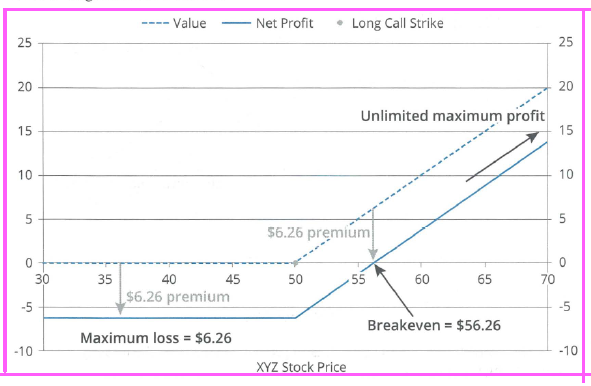 Value Net Profit Long Call Strike
25 25
20 20
Unlimited maximum profit
15 15
10 10
5 5
$6.26 premium
0 0
30 35 40 45 50 55 60 65 70
$6.26 premium
-5 -5
Breakeven = $56.26
Maximum loss = $6.26
-10 -10
XYZ Stock Price